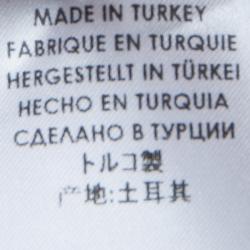 MADE IN TURKEY
FABRIQUE EN TURQUIE
HERGESTELLT IN TÜRKEI
HECHO EN TURQUIA
СДЕЛАНО В ТУРЦИИ
トルコ製
产地:土耳其